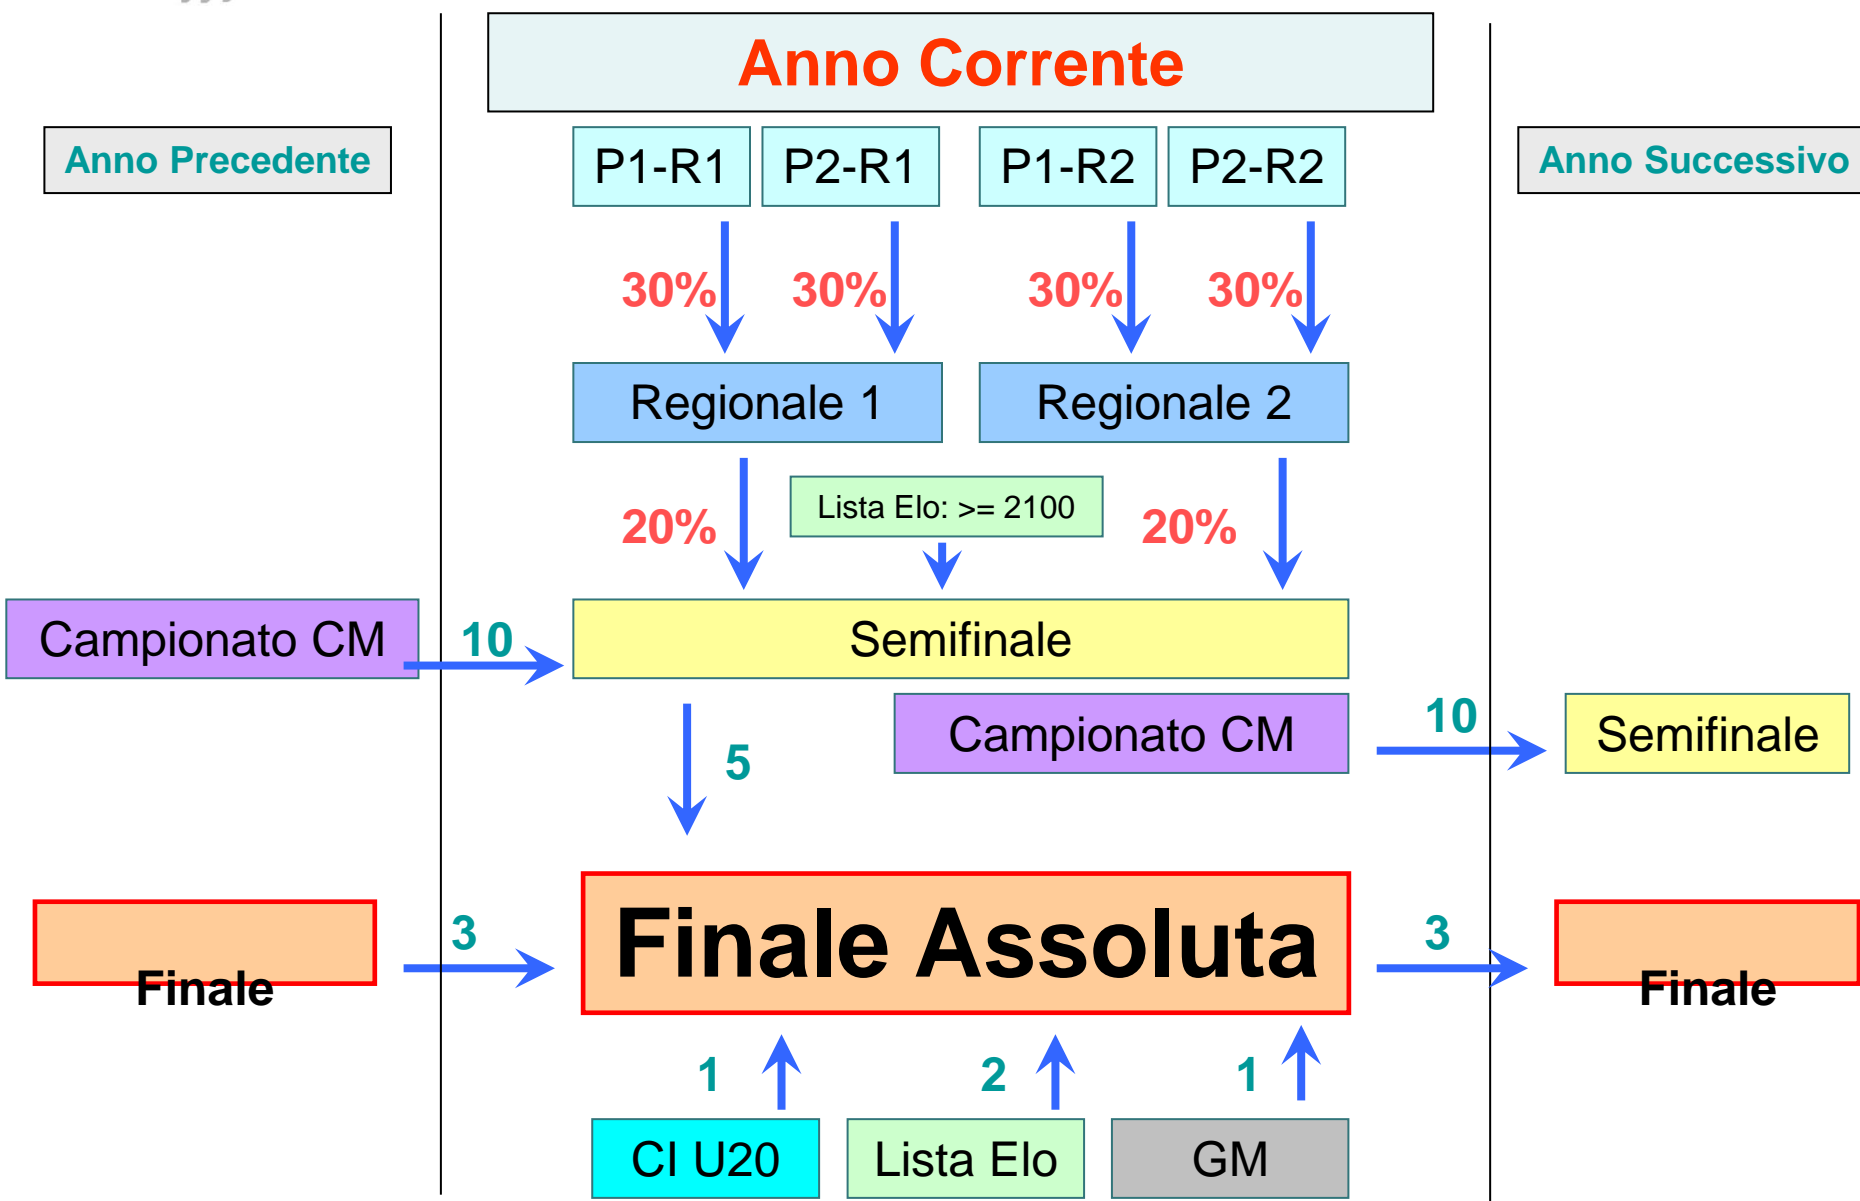 Anno Corrente
Anno Precedente
P1-R1 P2-R1 P1-R2 P2-R2
Anno Successivo
30% 30% 30% 30%
Regionale 1 Regionale 2
Lista Elo: >= 2100
20% 20%
Campionato CM 10 Semifinale
Campionato CM 10 Semifinale
5
Finale 3 Finale Assoluta 3 Finale
1 2 1
CI U20 Lista Elo GM